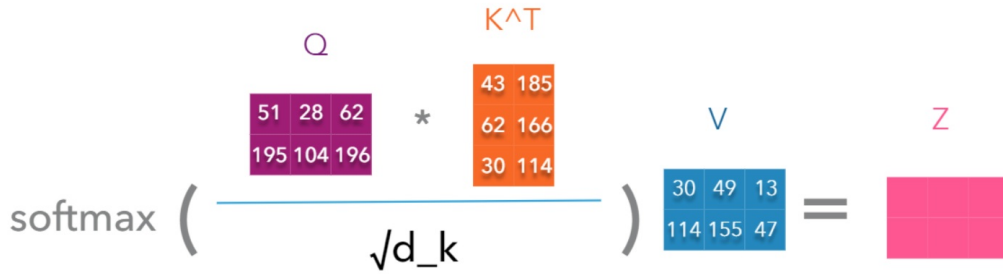 Q
K^T
51 28 62
195 104 196
*
43 185
62 166
30 114
V
30 49 13
114 155 47
Z
softmax ( ) =
√d_k